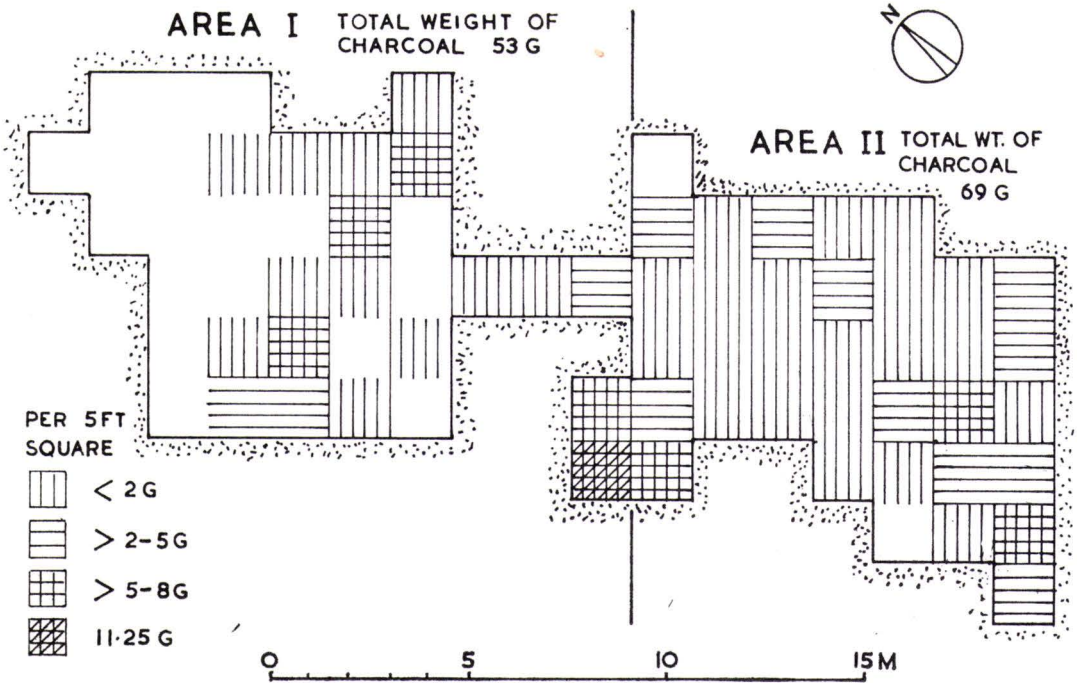 AREA I
TOTAL WEIGHT OF
CHARCOAL 53 G
N
AREA II
TOTAL WT. OF
CHARCOAL
69 G
PER 5FT
SQUARE
< 2 G
> 2-5 G
> 5-8 G
11·25 G
0 5 10 15 M